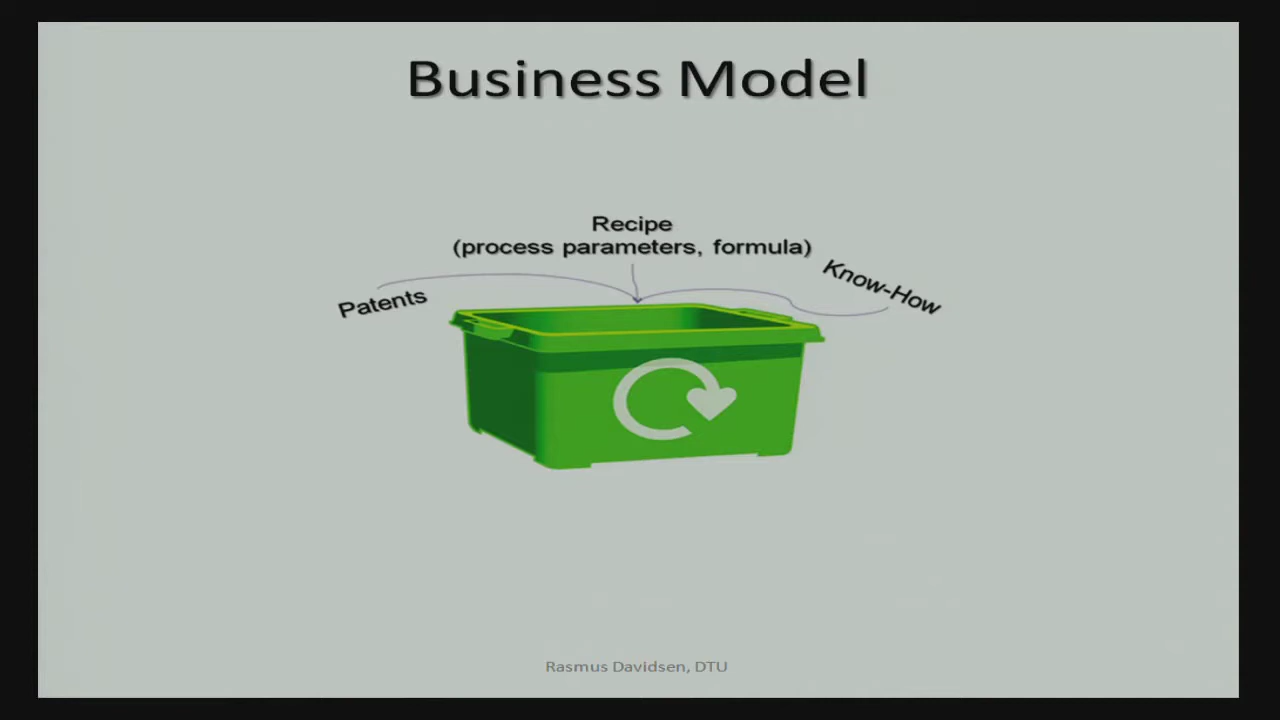 Business Model
Recipe
(process parameters, formula)
Know-How
Patents
Rasmus Davidsen, DTU